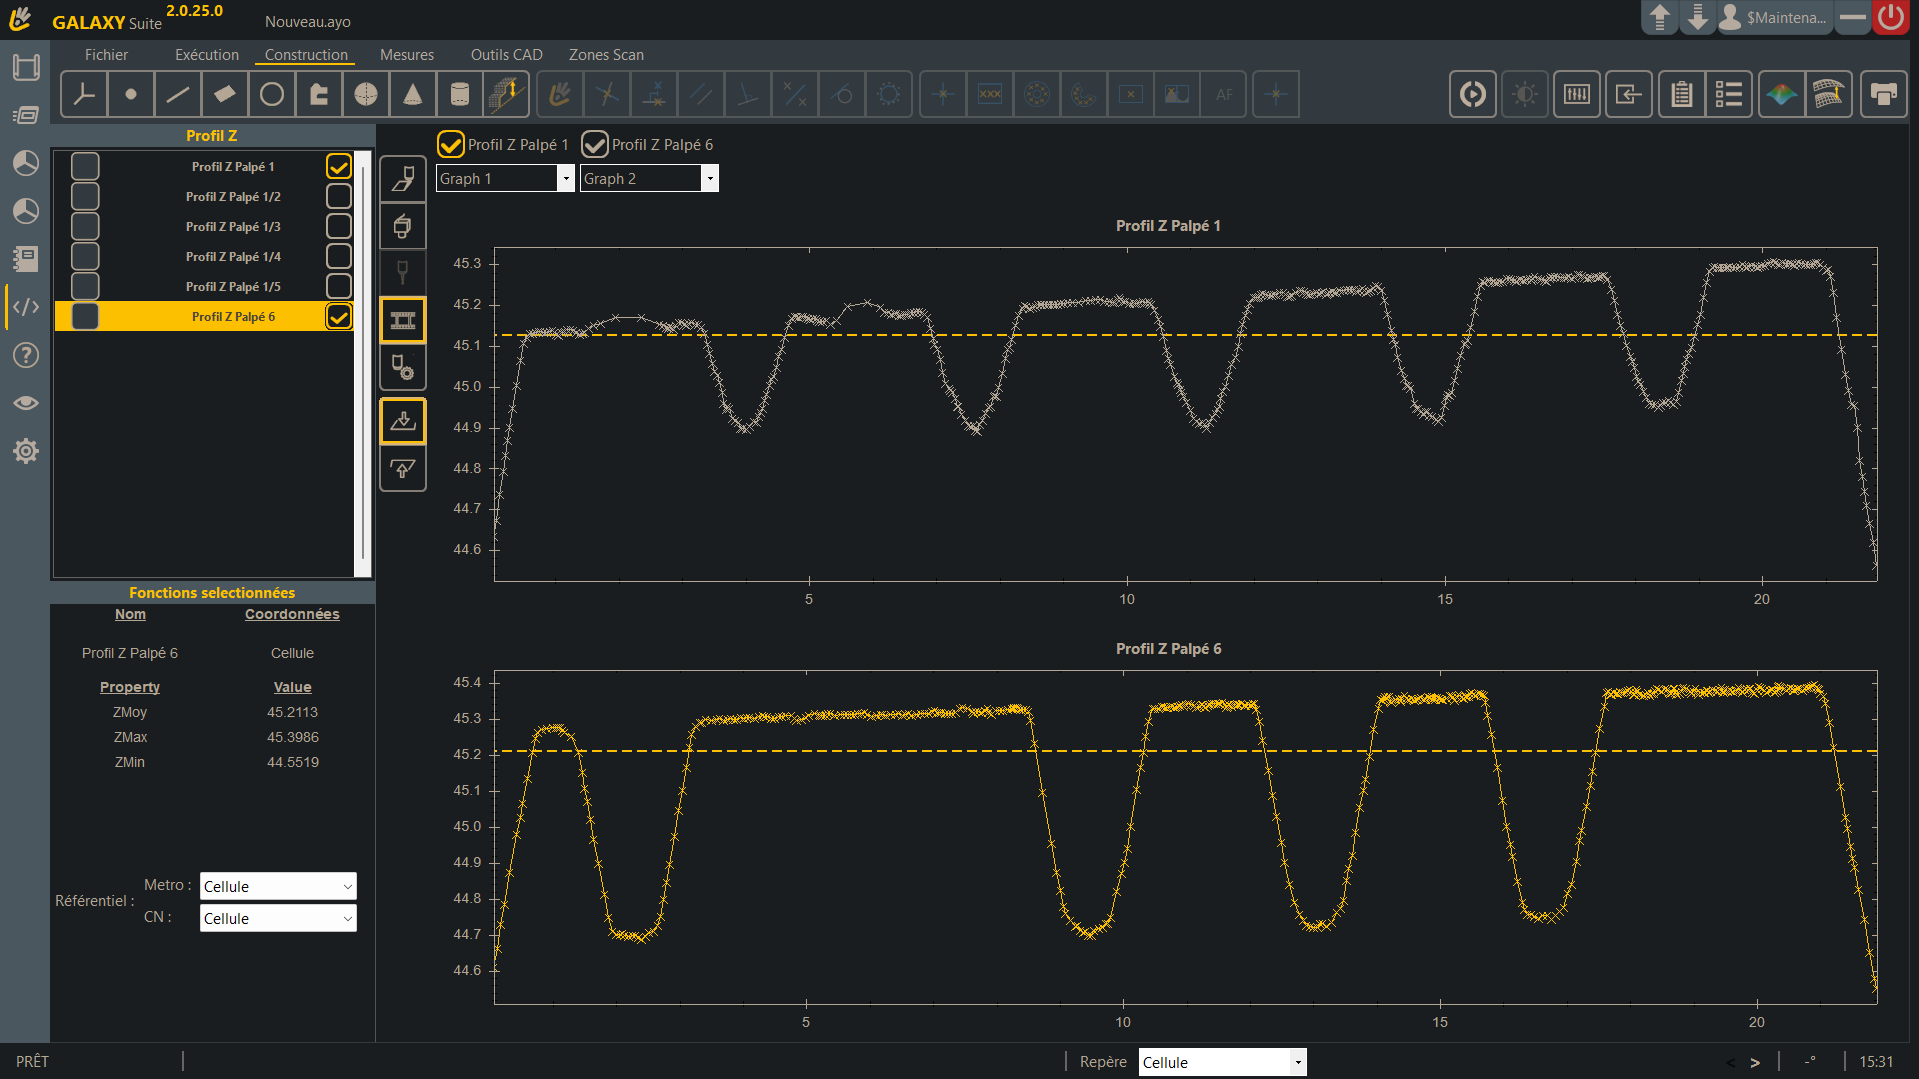 GALAXY Suite 2.0.25.0
Nouveau.ayo
$Maintena...
Fichier Exécution Construction Mesures Outils CAD Zones Scan
AF
Profil Z
Profil Z Palpé 1
Profil Z Palpé 1/2
Profil Z Palpé 1/3
Profil Z Palpé 1/4
Profil Z Palpé 1/5
Profil Z Palpé 6
Fonctions selectionnées
Nom Coordonnées
Profil Z Palpé 6 Cellule
Property Value
ZMoy 45.2113
ZMax 45.3986
ZMin 44.5519
Référentiel :
Metro : Cellule
CN : Cellule
Profil Z Palpé 1 Profil Z Palpé 6
Graph 1 Graph 2
Profil Z Palpé 1
45.3
45.2
45.1
45.0
44.9
44.8
44.7
44.6
5 10 15 20
Profil Z Palpé 6
45.4
45.3
45.2
45.1
45.0
44.9
44.8
44.7
44.6
5 10 15 20
PRÊT
Repère Cellule
< > -° 15:31